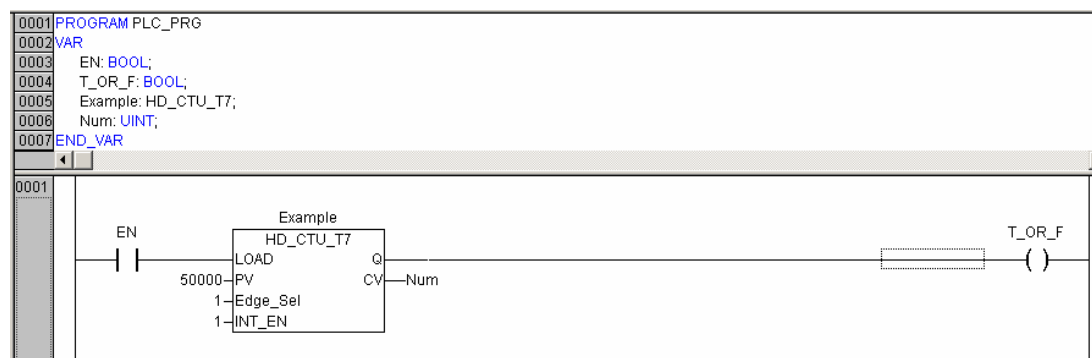 0001 PROGRAM PLC_PRG
0002 VAR
0003 EN: BOOL;
0004 T_OR_F: BOOL;
0005 Example: HD_CTU_T7;
0006 Num: UINT;
0007 END_VAR
0001
Example
EN HD_CTU_T7 T_OR_F
LOAD Q
50000 PV CV Num
1 Edge_Sel
1 INT_EN